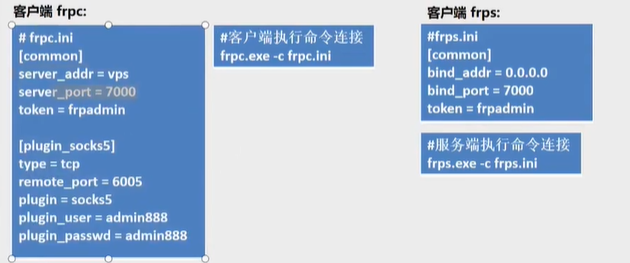 客户端 frpc:
# frpc.ini
[common]
server_addr = vps
server_port = 7000
token = frpadmin
[plugin_socks5]
type = tcp
remote_port = 6005
plugin = socks5
plugin_user = admin888
plugin_passwd = admin888
#客户端执行命令连接
frpc.exe -c frpc.ini
客户端 frps:
#frps.ini
[common]
bind_addr = 0.0.0.0
bind_port = 7000
token = frpadmin
#服务端执行命令连接
frps.exe -c frps.ini